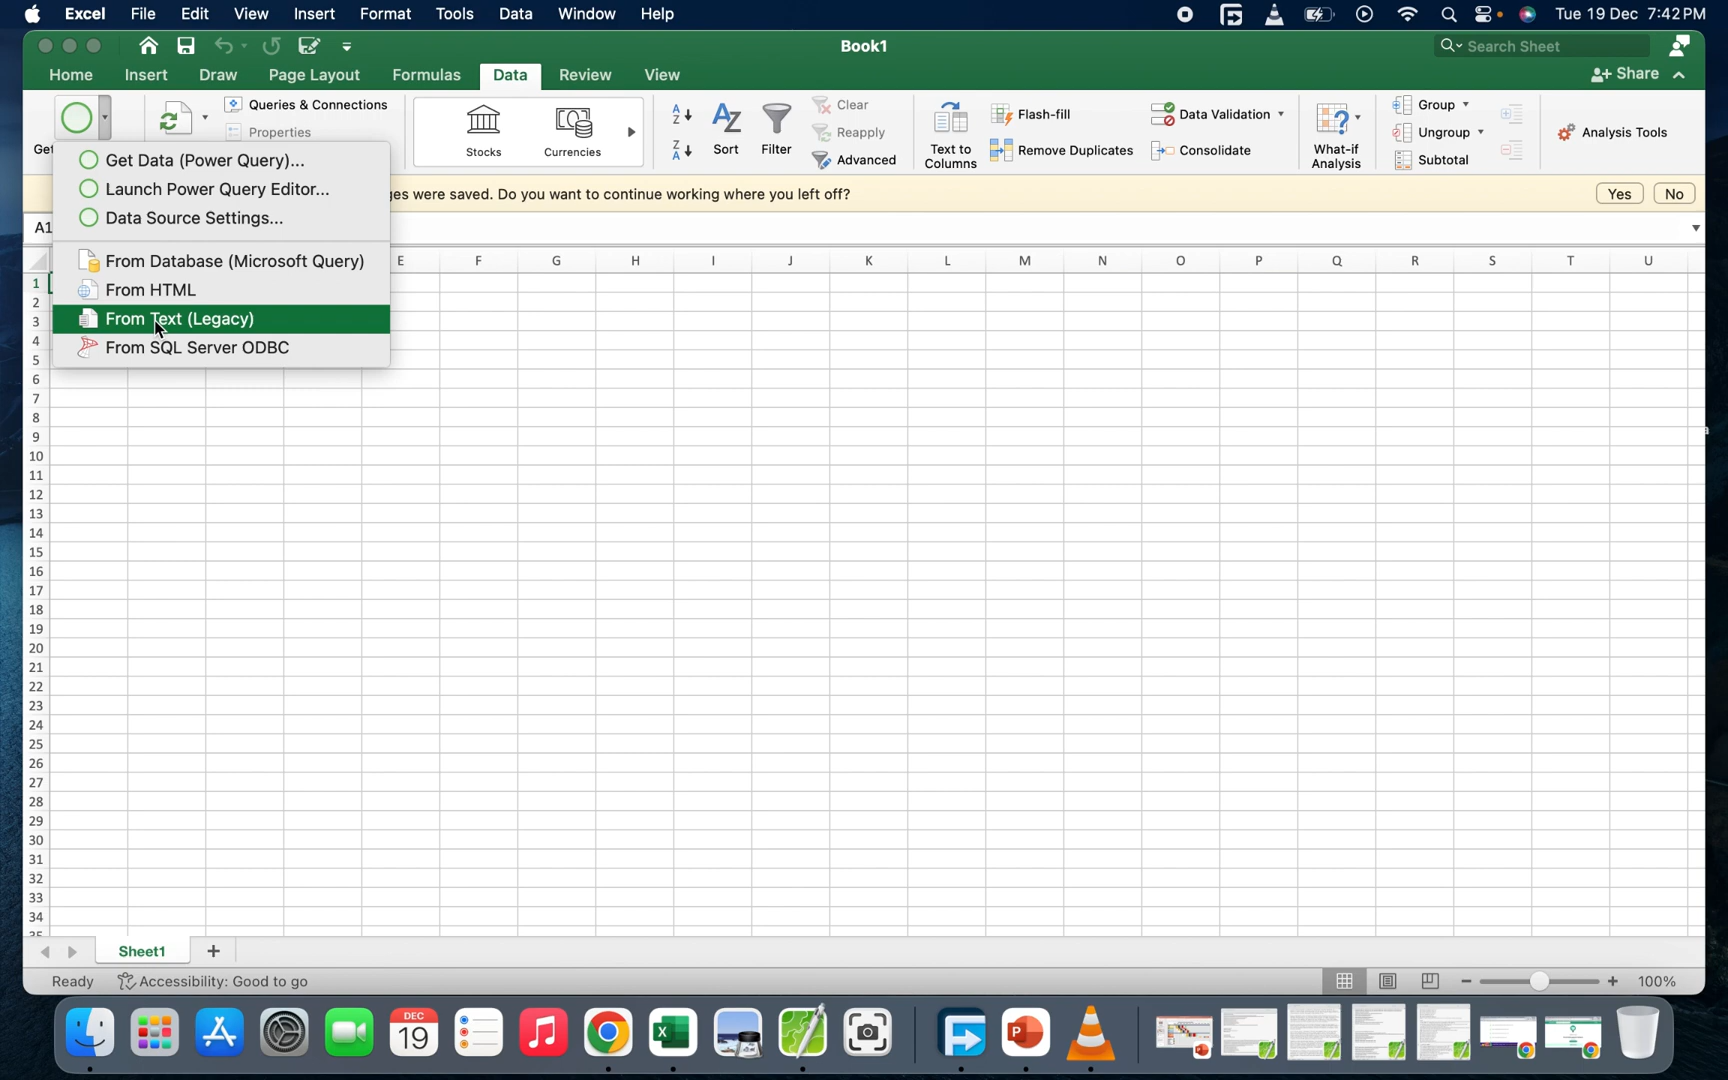 Excel File Edit View Insert Format Tools Data Window Help Tue 19 Dec 7:42 PM
Book1 Search Sheet
Home Insert Draw Page Layout Formulas Data Review View Share
Queries & Connections
Properties
Stocks Currencies
Sort Filter
Clear
Reapply
Advanced
Text to Columns
Flash-fill
Remove Duplicates
Data Validation
Consolidate
What-if Analysis
Group
Ungroup
Subtotal
Analysis Tools
Get Data (Power Query)...
Launch Power Query Editor...
Data Source Settings...
From Database (Microsoft Query)
From HTML
From Text (Legacy)
From SQL Server ODBC
were saved. Do you want to continue working where you left off? Yes No
A1
E F G H I J K L M N O P Q R S T U
1
2
3
4
5
6
7
8
9
10
11
12
13
14
15
16
17
18
19
20
21
22
23
24
25
26
27
28
29
30
31
32
33
34
Sheet1
Ready Accessibility: Good to go 100%
DEC
19